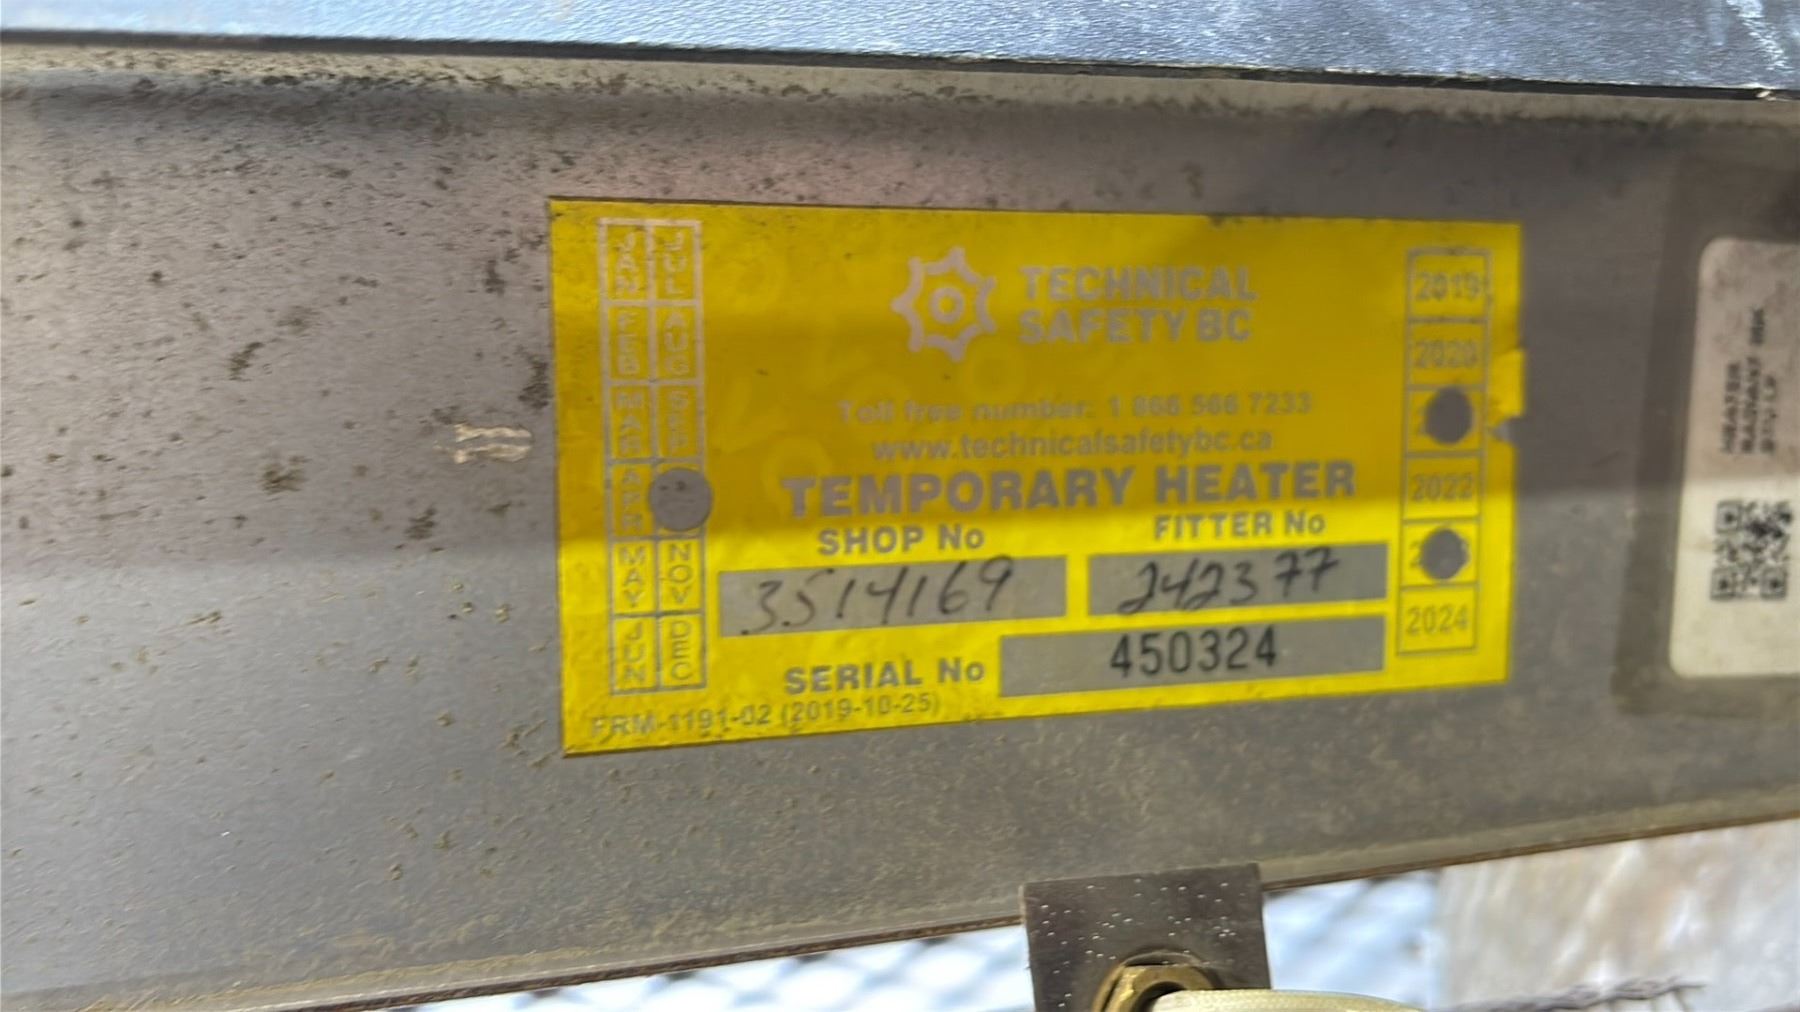 JAN JUL
FEB AUG
MAR SEP
APR
MAY NOV
JUN DEC
TECHNICAL
SAFETY BC
Toll free number: 1 866 566 7233
www.technicalsafetybc.ca
TEMPORARY HEATER
SHOP No FITTER No
3514169 242377
SERIAL No 450324
FRM-1191-02 (2019-10-25)
2019
2020
2022
2024
HEATER
RADIANT